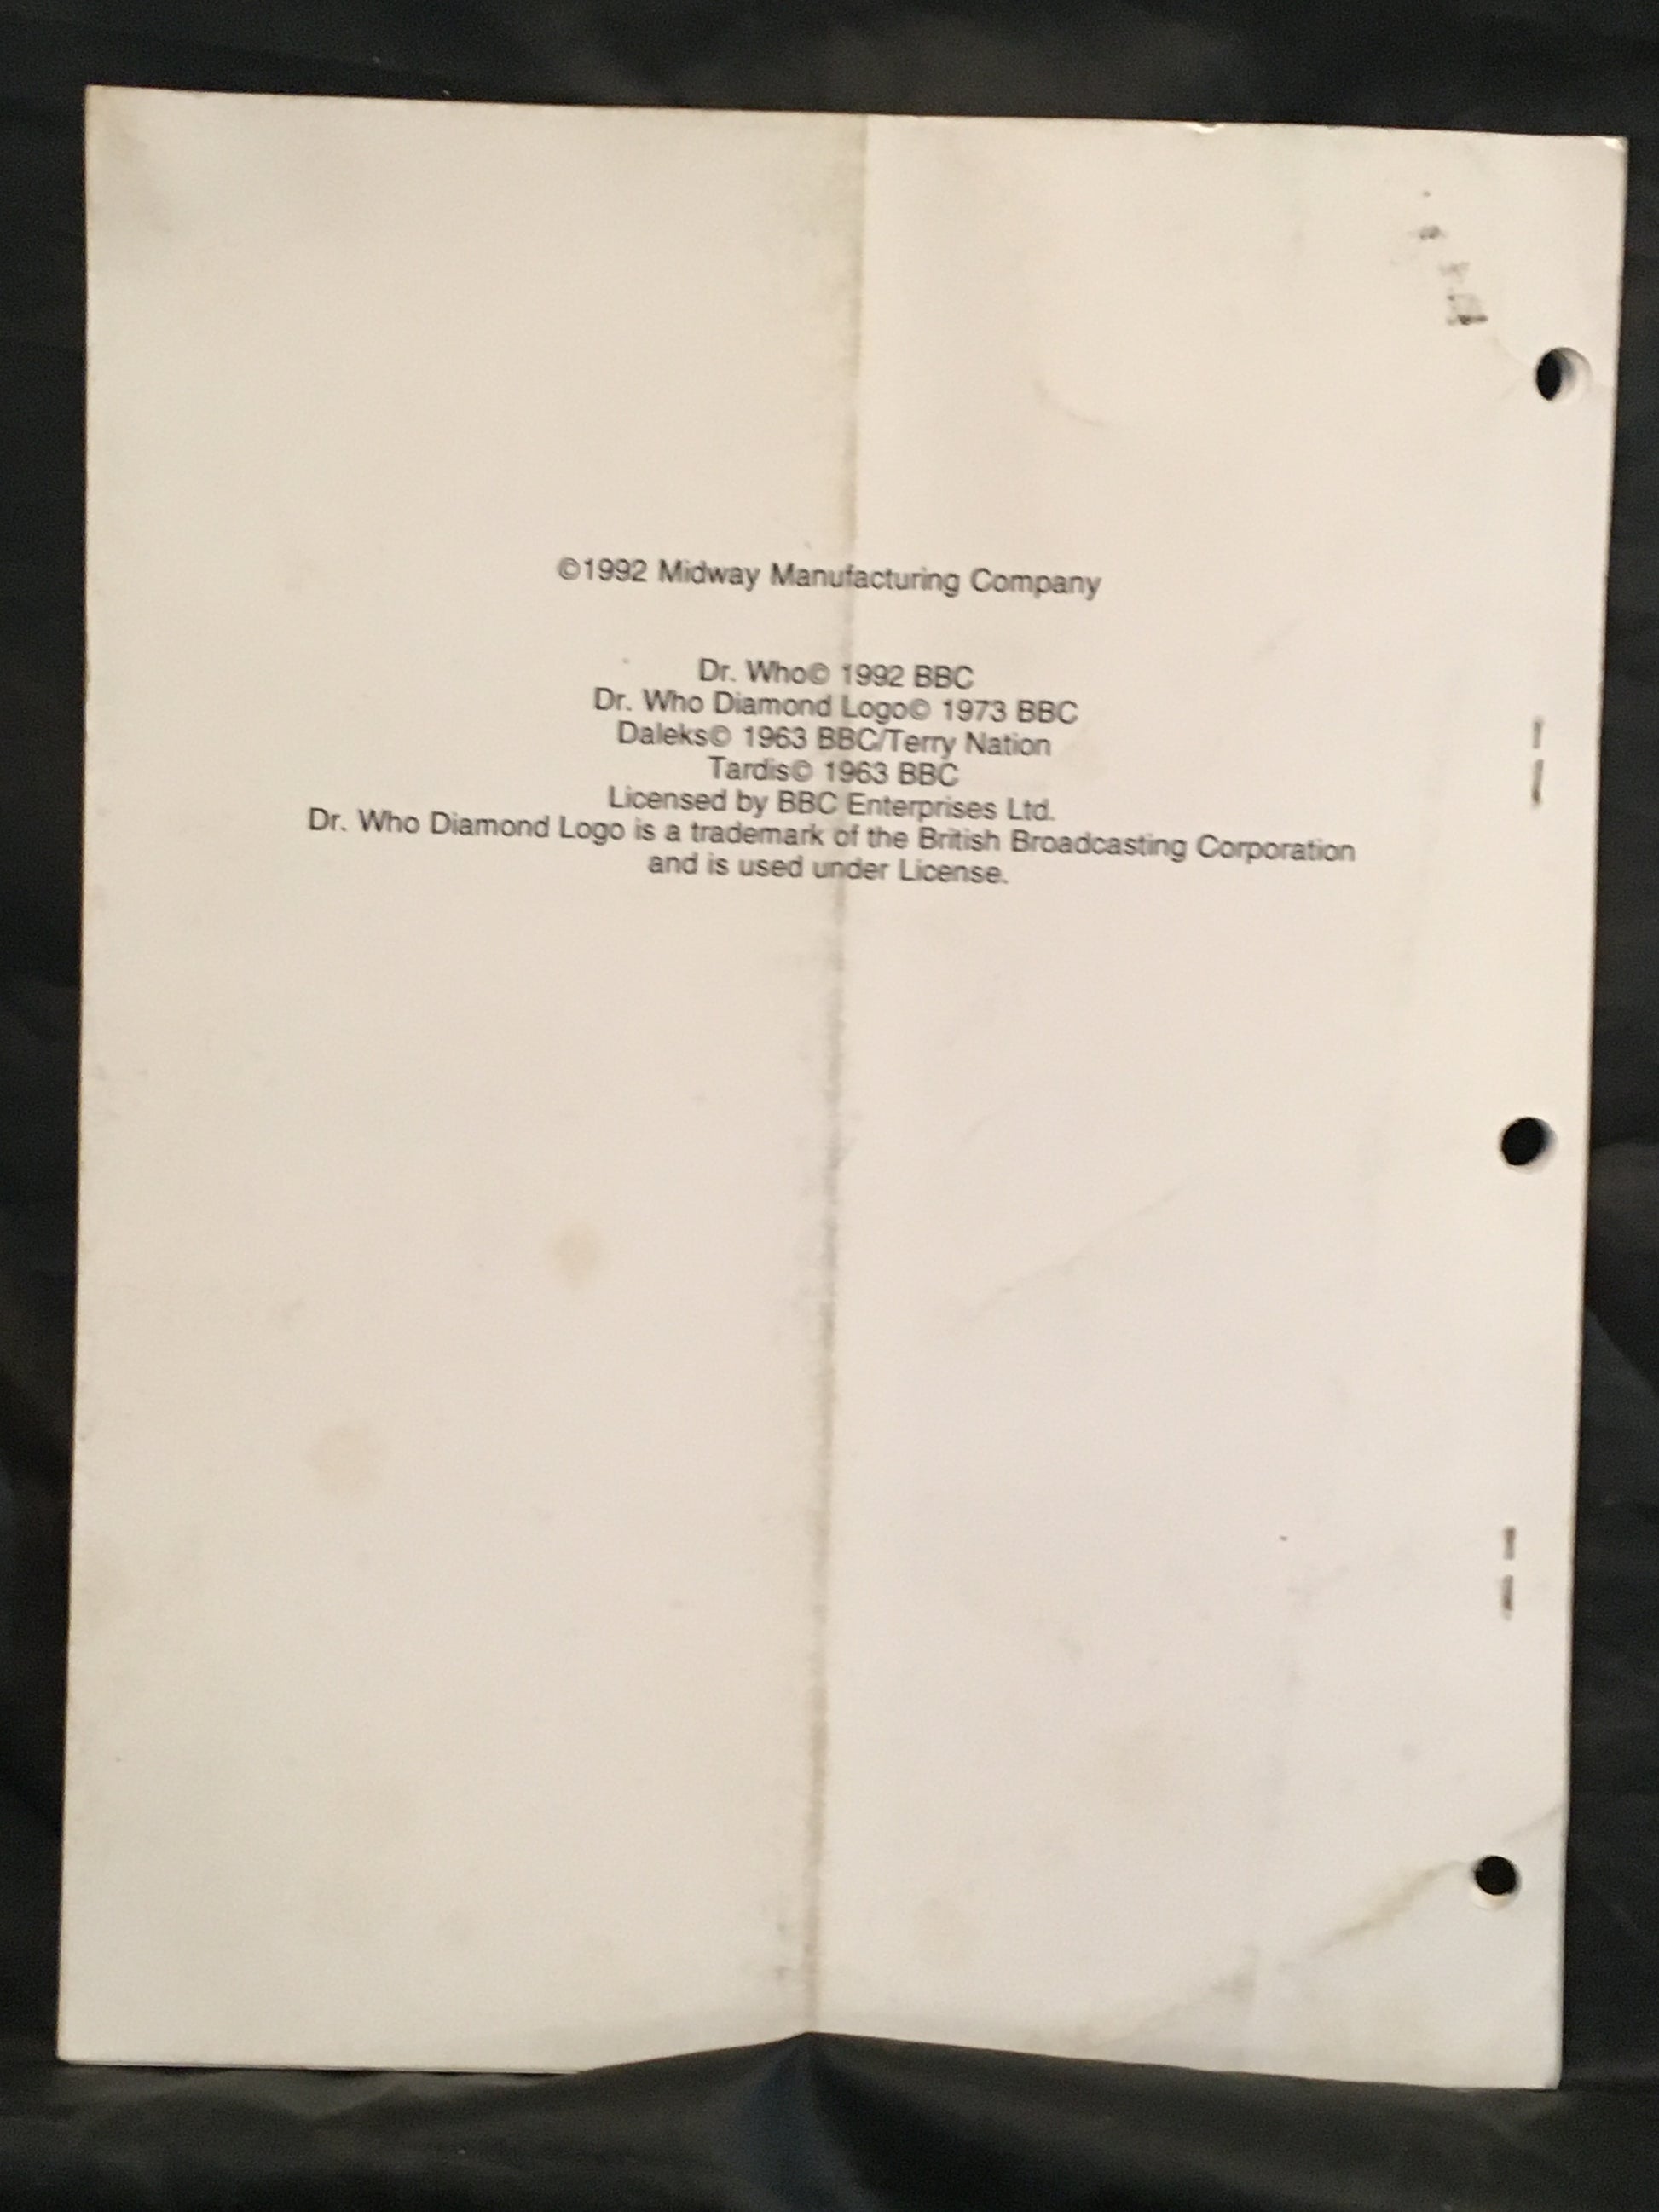 ©1992 Midway Manufacturing Company
Dr. Who© 1992 BBC
Dr. Who Diamond Logo© 1973 BBC
Daleks© 1963 BBC/Terry Nation
Tardis© 1963 BBC
Licensed by BBC Enterprises Ltd.
Dr. Who Diamond Logo is a trademark of the British Broadcasting Corporation
and is used under License.